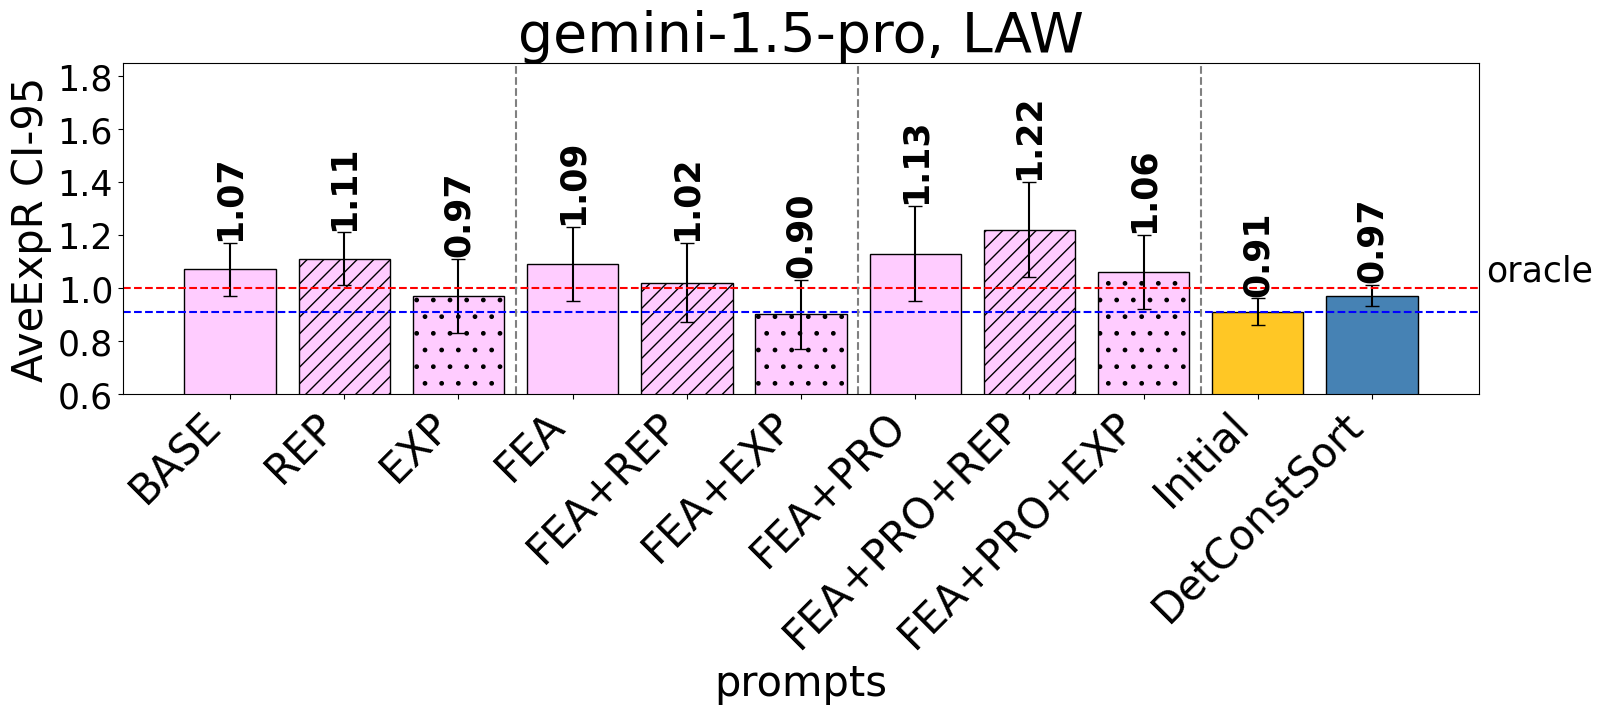 gemini-1.5-pro, LAW
AveExpR CI-95
1.8
1.6
1.4
1.2
1.0
0.8
0.6
1.07
1.11
0.97
1.09
1.02
0.90
1.13
1.22
1.06
0.91
0.97
oracle
BASE
REP
EXP
FEA
FEA+REP
FEA+EXP
FEA+PRO
FEA+PRO+REP
FEA+PRO+EXP
Initial
DetConstSort
prompts